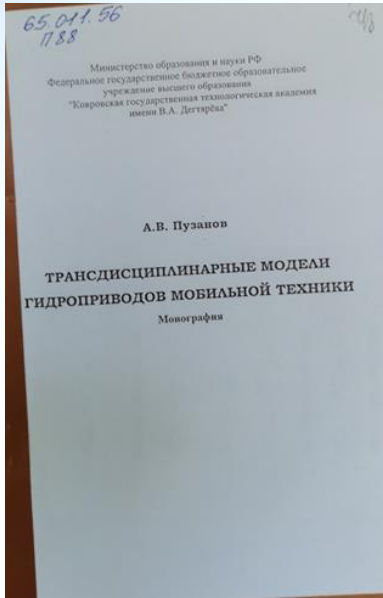 65.011.56
П88
Министерство образования и науки РФ
Федеральное государственное бюджетное образовательное
учреждение высшего образования
"Ковровская государственная технологическая академия
имени В.А. Дегтярёва"
А.В. Пузанов
ТРАНСДИСЦИПЛИНАРНЫЕ МОДЕЛИ
ГИДРОПРИВОДОВ МОБИЛЬНОЙ ТЕХНИКИ
Монография